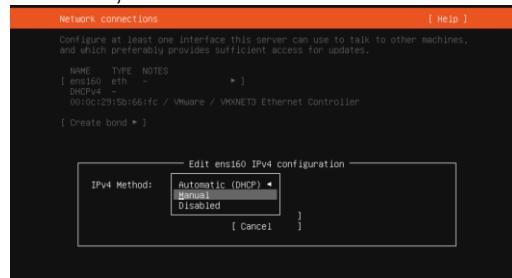 Network connections [ Help ]
Configure at least one interface this server can use to talk to other machines,
and which preferably provides sufficient access for updates.
NAME TYPE NOTES
[ ens160 eth - ▸ ]
DHCPv4 -
00:0c:29:5b:66:fc / VMware / VMXNET3 Ethernet Controller
[ Create bond ▸ ]
Edit ens160 IPv4 configuration
IPv4 Method: Automatic (DHCP) ◂
Manual
Disabled
]
[ Cancel ]